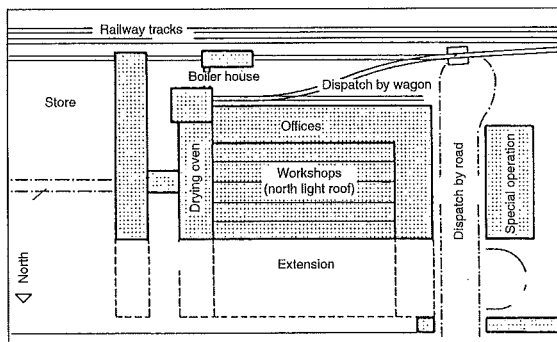 Railway tracks
Boiler house
Dispatch by wagon
Store
Offices
Drying oven
Workshops
(north light roof)
Dispatch by road
Special operation
Extension
North